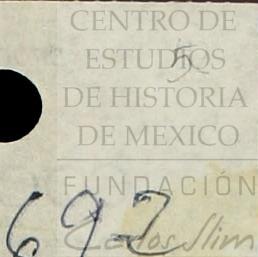 CENTRO DE
ESTUDIOS
DE HISTORIA
DE MEXICO
FUNDACIÓN
Carlos Slim
692